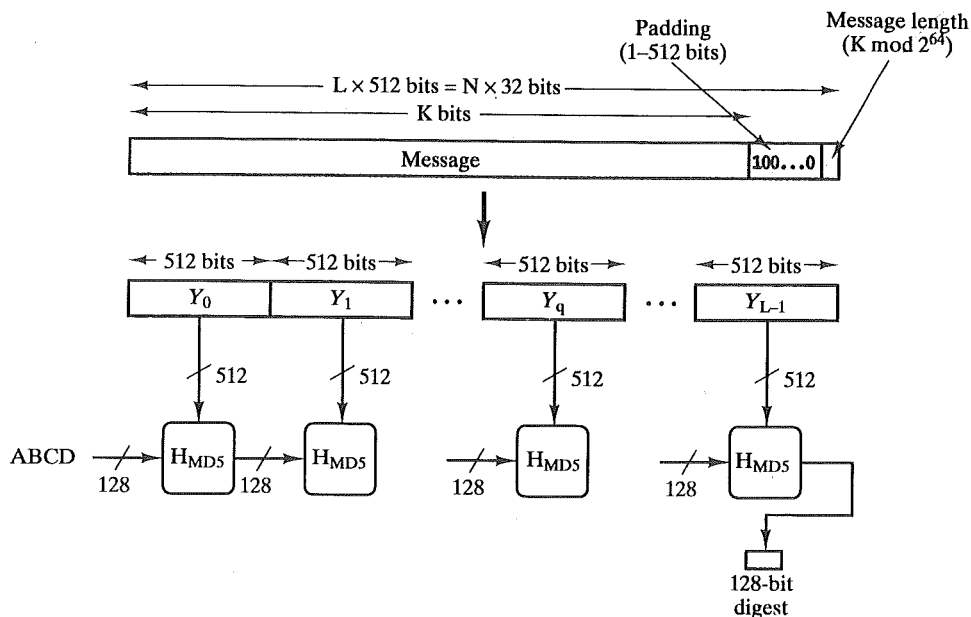 Padding
(1–512 bits)
Message length
(K mod 2^64)
L × 512 bits = N × 32 bits
K bits
Message
100...0
512 bits
512 bits
512 bits
512 bits
Y0
Y1
...
Yq
...
YL–1
512
512
512
512
ABCD
HMD5
HMD5
HMD5
HMD5
128
128
128
128
128-bit
digest